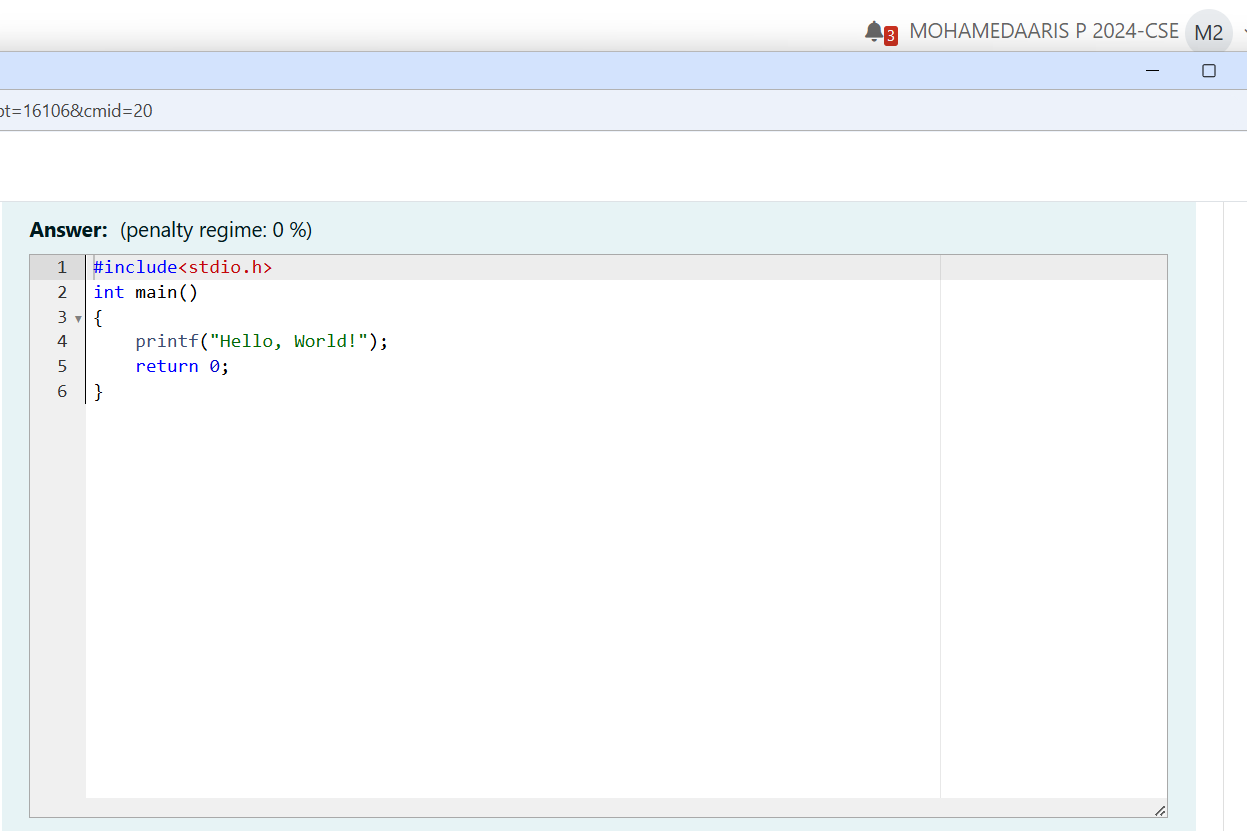 3 MOHAMEDAARIS P 2024-CSE M2
pt=16106&cmid=20
Answer: (penalty regime: 0 %)
1 #include<stdio.h>
2 int main()
3 {
4     printf("Hello, World!");
5     return 0;
6 }